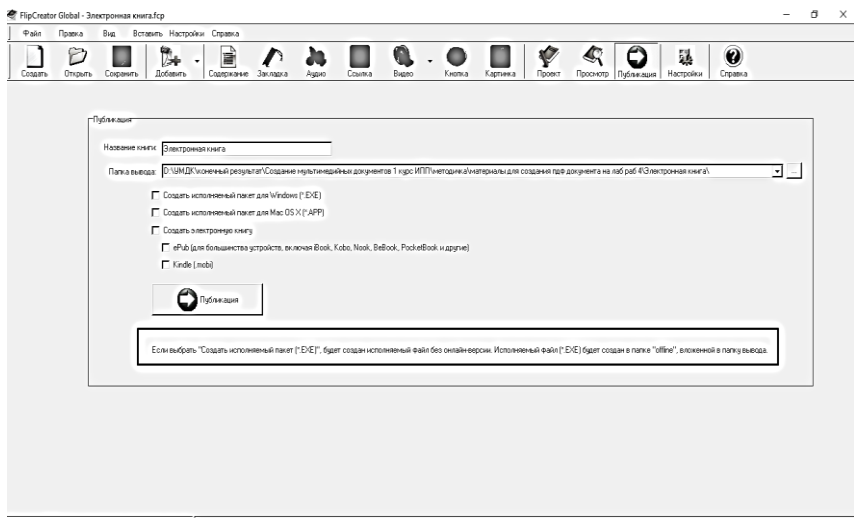 FlipCreator Global - Электронная книга.fcp
Файл Правка Вид Вставить Настройки Справка
Создать Открыть Сохранить Добавить Содержание Закладка Аудио Ссылка Видео Кнопка Картинка Проект Просмотр Публикация Настройки Справка
Публикация
Название книги: Электронная книга
Папка вывода: D:\УМДК\конечный результат\Создание мультимедийных документов 1 курс ИПП\методичка\материалы для создания пдф документа на лаб раб 4\Электронная книга\
Создать исполняемый пакет для Windows (*.EXE)
Создать исполняемый пакет для Mac OS X (*.APP)
Создать электронную книгу
ePub (для большинства устройств, включая iBook, Kobo, Nook, BeBook, PocketBook и другие)
Kindle (.mobi)
Публикация
Если выбрать "Создать исполняемый пакет (*.EXE)", будет создан исполняемый файл без онлайн-версии. Исполняемый файл (*.EXE) будет создан в папке "offline", вложенной в папку вывода.